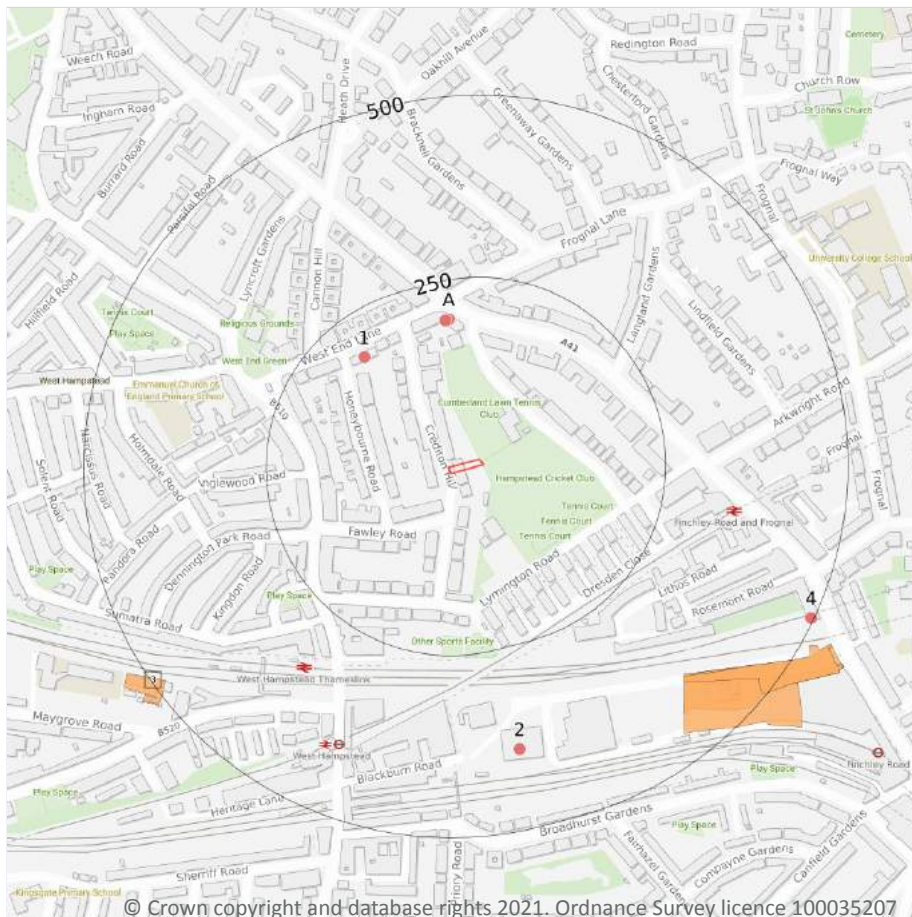 Weech Road
Oakhill Avenue
Redington Road
Cemetery
Church Row
Ingham Road
Heath Drive
500
Greenaway Gardens
Chesterford Gardens
St John's Church
Bracknell Gardens
Burrard Road
Parsifal Road
Frognal Way
Frognal
Frognal Lane
University College School
Lyncroft Gardens
Cannon Hill
Langland Gardens
Hillfield Road
Tennis Court
Play Space
250
A
Lindfield Gardens
Religious Grounds
West End Green
West End Lane
1
A41
West Hampstead
Emmanuel Church of
England Primary School
B510
Arkwright Road
Cumberland Lawn Tennis
Club
Honeybourne Road
Crediton Hill
Solent Road
Narcissus Road
Holmdale Road
Frognal
Inglewood Road
Hampstead Cricket Club
Tennis Court
Tennis Court
Tennis Court
Frognal
Finchley Road and Frognal
Pandora Road
Dennington Park Road
Fawley Road
Kingdon Road
Lymington Road
Dresden Close
Lithos Road
Rosemont Road
Play Space
Play Space
4
Sumatra Road
Other Sports Facility
West Hampstead Thameslink
3
Maygrove Road
B520
2
West Hampstead
Blackburn Road
Finchley Road
Play Space
Play Space
Heritage Lane
Broadhurst Gardens
Play Space
Fairhazel Gardens
Compayne Gardens
Canfield Gardens
Priory Road
Sherriff Road
Kingsgate Primary School
© Crown copyright and database rights 2021. Ordnance Survey licence 100035207